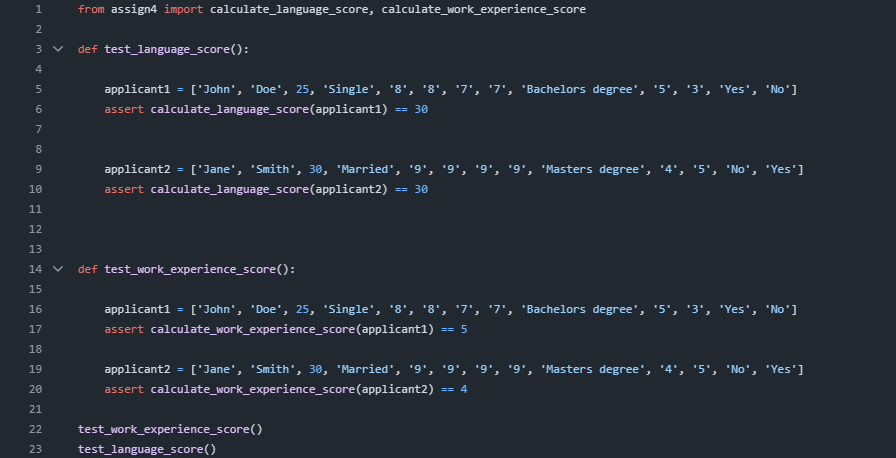 1 from assign4 import calculate_language_score, calculate_work_experience_score
2
3 def test_language_score():
4
5 applicant1 = ['John', 'Doe', 25, 'Single', '8', '8', '7', '7', 'Bachelors degree', '5', '3', 'Yes', 'No']
6 assert calculate_language_score(applicant1) == 30
7
8
9 applicant2 = ['Jane', 'Smith', 30, 'Married', '9', '9', '9', '9', 'Masters degree', '4', '5', 'No', 'Yes']
10 assert calculate_language_score(applicant2) == 30
11
12
13
14 def test_work_experience_score():
15
16 applicant1 = ['John', 'Doe', 25, 'Single', '8', '8', '7', '7', 'Bachelors degree', '5', '3', 'Yes', 'No']
17 assert calculate_work_experience_score(applicant1) == 5
18
19 applicant2 = ['Jane', 'Smith', 30, 'Married', '9', '9', '9', '9', 'Masters degree', '4', '5', 'No', 'Yes']
20 assert calculate_work_experience_score(applicant2) == 4
21
22 test_work_experience_score()
23 test_language_score()